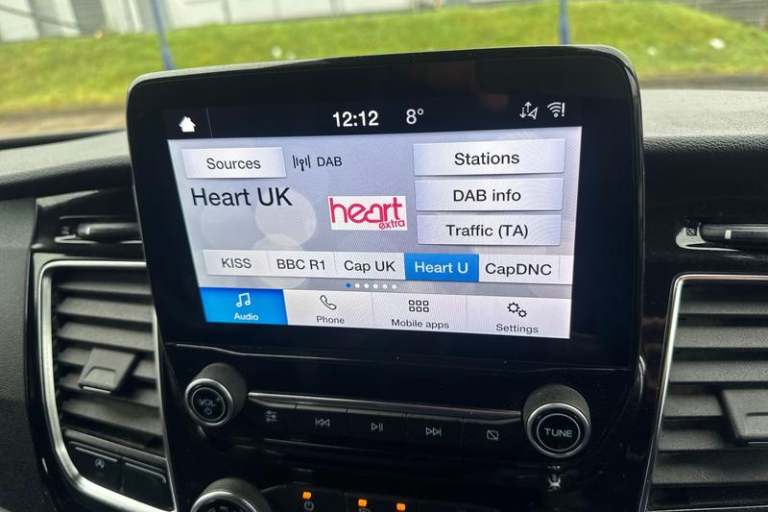 12:12 8°
Sources DAB
Stations
Heart UK
heart
extra
DAB info
Traffic (TA)
KISS BBC R1 Cap UK Heart U CapDNC
Audio Phone Mobile apps Settings
VOL
TUNE